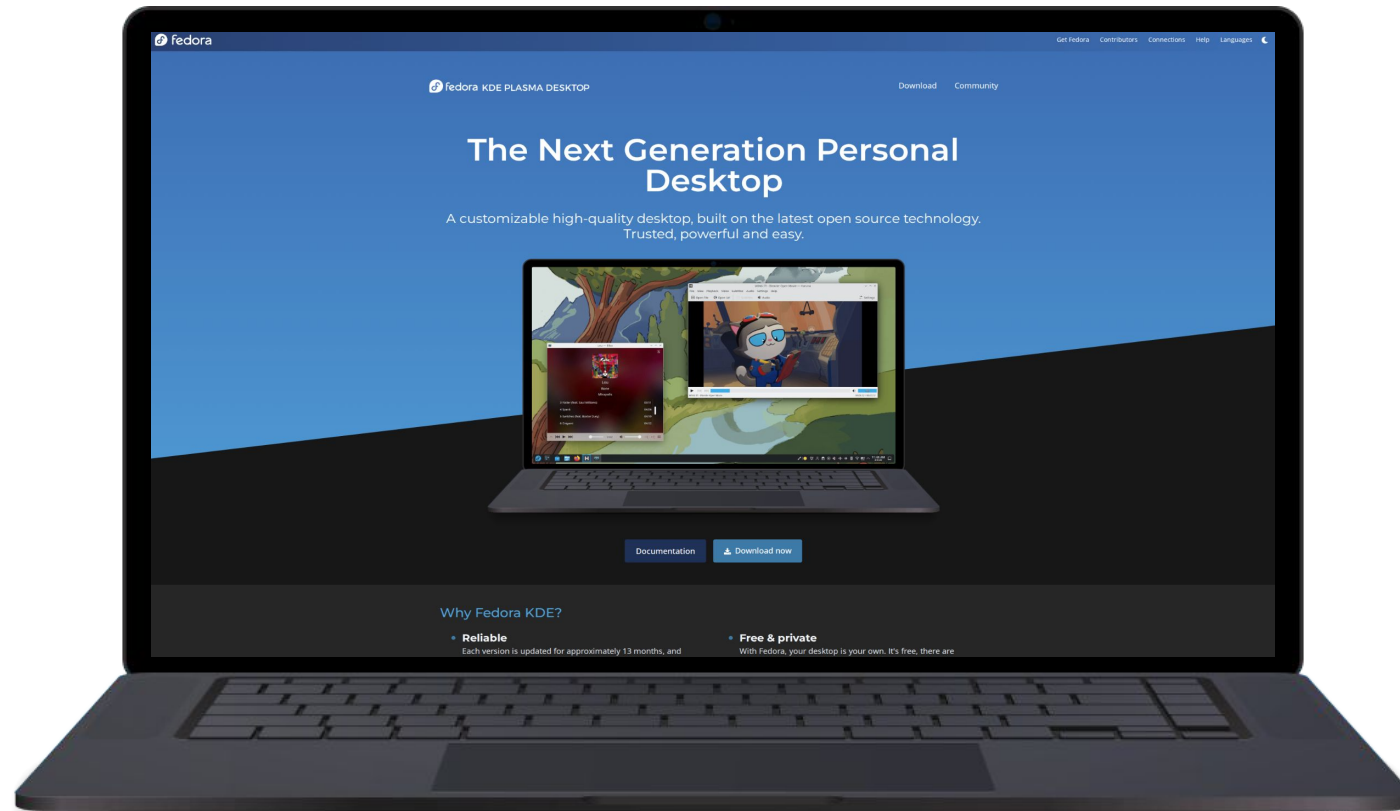 fedora
Get Fedora Contributors Connections Help Languages
fedora KDE PLASMA DESKTOP
Download Community
The Next Generation Personal
Desktop
A customizable high-quality desktop, built on the latest open source technology.
Trusted, powerful and easy.
Documentation
Download now
Why Fedora KDE?
Reliable
Each version is updated for approximately 13 months, and
Free & private
With Fedora, your desktop is your own. It's free, there are